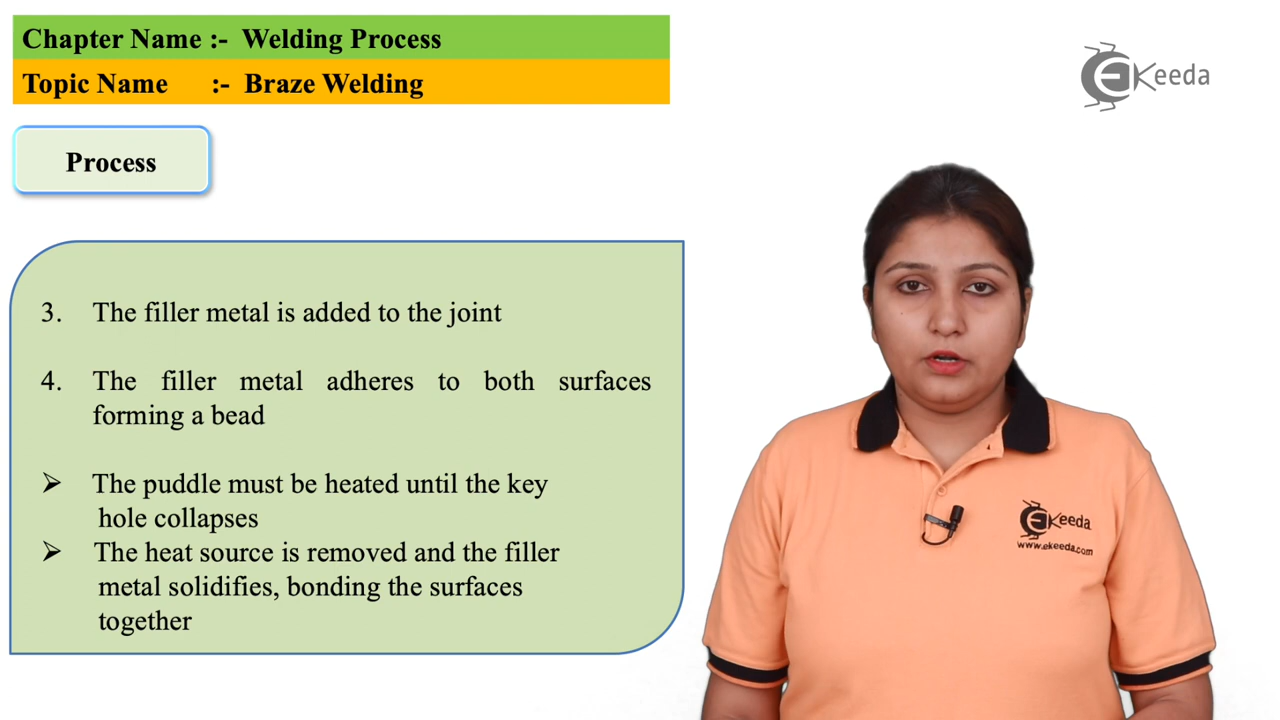 Chapter Name :- Welding Process
Topic Name :- Braze Welding
Keeda
Process
3. The filler metal is added to the joint
4. The filler metal adheres to both surfaces
forming a bead
➢ The puddle must be heated until the key
hole collapses
➢ The heat source is removed and the filler
metal solidifies, bonding the surfaces
together
Keeda
www.ekeeda.com